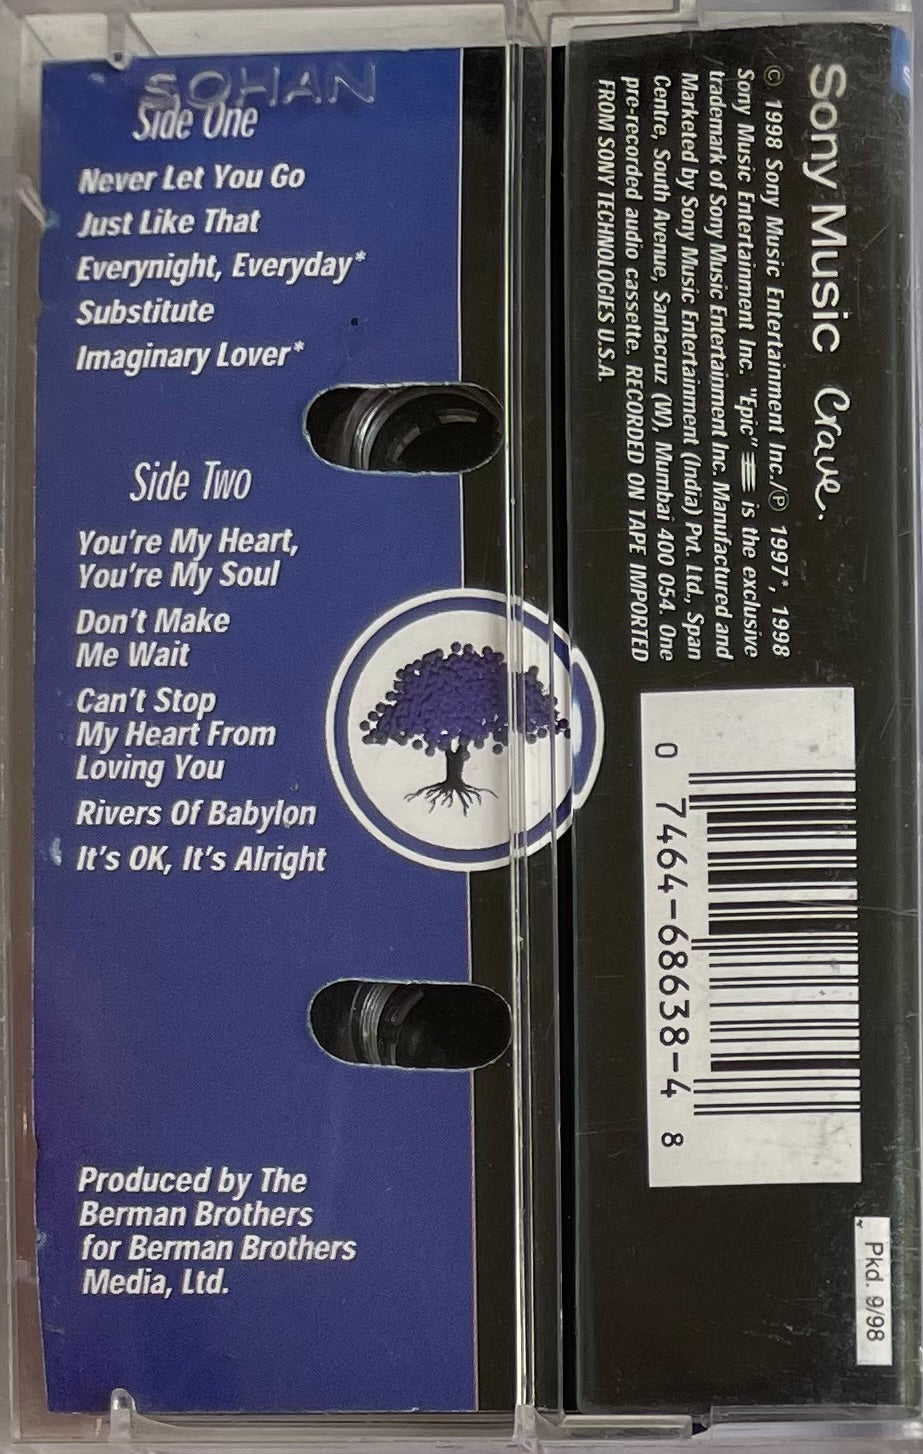 SOHAN
Side One
Never Let You Go
Just Like That
Everynight, Everyday*
Substitute
Imaginary Lover*
Side Two
You're My Heart,
You're My Soul
Don't Make
Me Wait
Can't Stop
My Heart From
Loving You
Rivers Of Babylon
It's OK, It's Alright
Produced by The
Berman Brothers
for Berman Brothers
Media, Ltd.
Sony Music Crave.
© 1998 Sony Music Entertainment Inc./℗ 1997*, 1998
Sony Music Entertainment Inc. "Epic" is the exclusive
trademark of Sony Music Entertainment Inc. Manufactured and
Marketed by Sony Music Entertainment (India) Pvt. Ltd., Span
Centre, South Avenue, Santacruz (W), Mumbai 400 054. One
pre-recorded audio cassette. RECORDED ON TAPE IMPORTED
FROM SONY TECHNOLOGIES U.S.A.
0 7464-68638-4 8
Pkd. 9/98